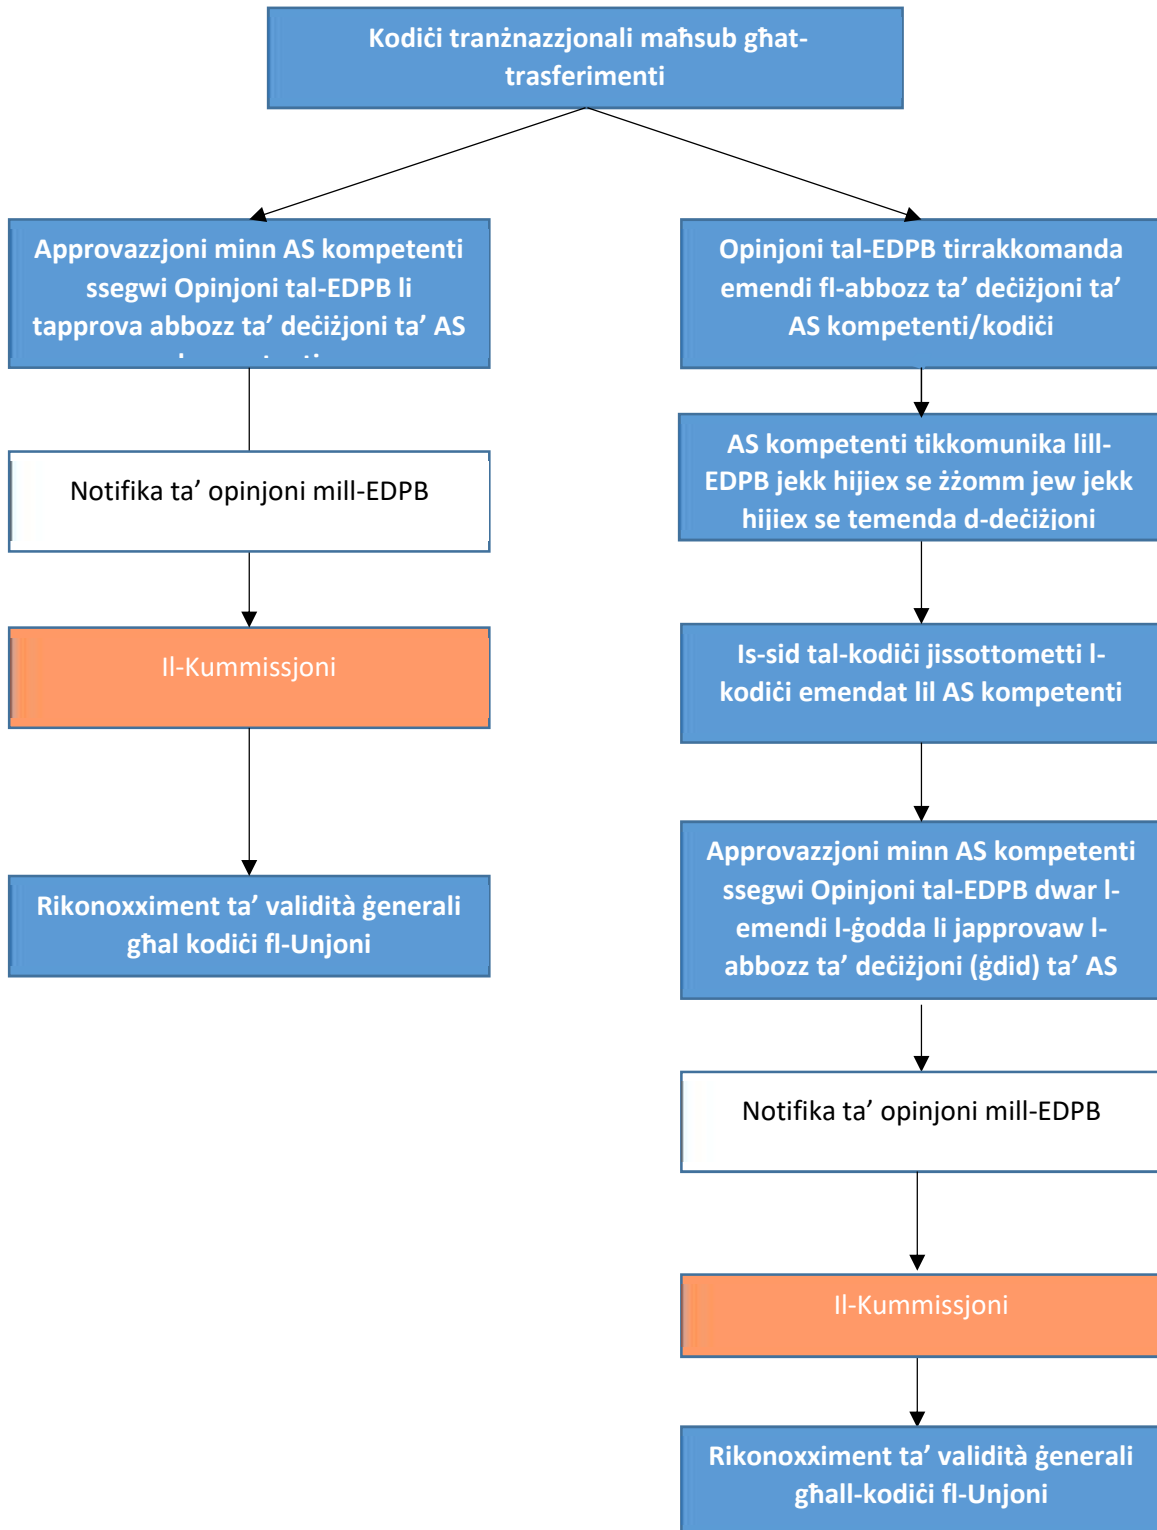 Kodiċi tranżnazzjonali maħsub għat-
trasferimenti
Approvazzjoni minn AS kompetenti
ssegwi Opinjoni tal-EDPB li
tapprova abbozz ta’ deċiżjoni ta’ AS
Notifika ta’ opinjoni mill-EDPB
Il-Kummissjoni
Rikonoxximent ta’ validità ġenerali
għal kodiċi fl-Unjoni
Opinjoni tal-EDPB tirrakkomanda
emendi fl-abbozz ta’ deċiżjoni ta’
AS kompetenti/kodiċi
AS kompetenti tikkomunika lill-
EDPB jekk hijiex se żżomm jew jekk
hijiex se temenda d-deċiżjoni
Is-sid tal-kodiċi jissottometti l-
kodiċi emendat lil AS kompetenti
Approvazzjoni minn AS kompetenti
ssegwi Opinjoni tal-EDPB dwar l-
emendi l-ġodda li japprovaw l-
abbozz ta’ deċiżjoni (ġdid) ta’ AS
Notifika ta’ opinjoni mill-EDPB
Il-Kummissjoni
Rikonoxximent ta’ validità ġenerali
għall-kodiċi fl-Unjoni